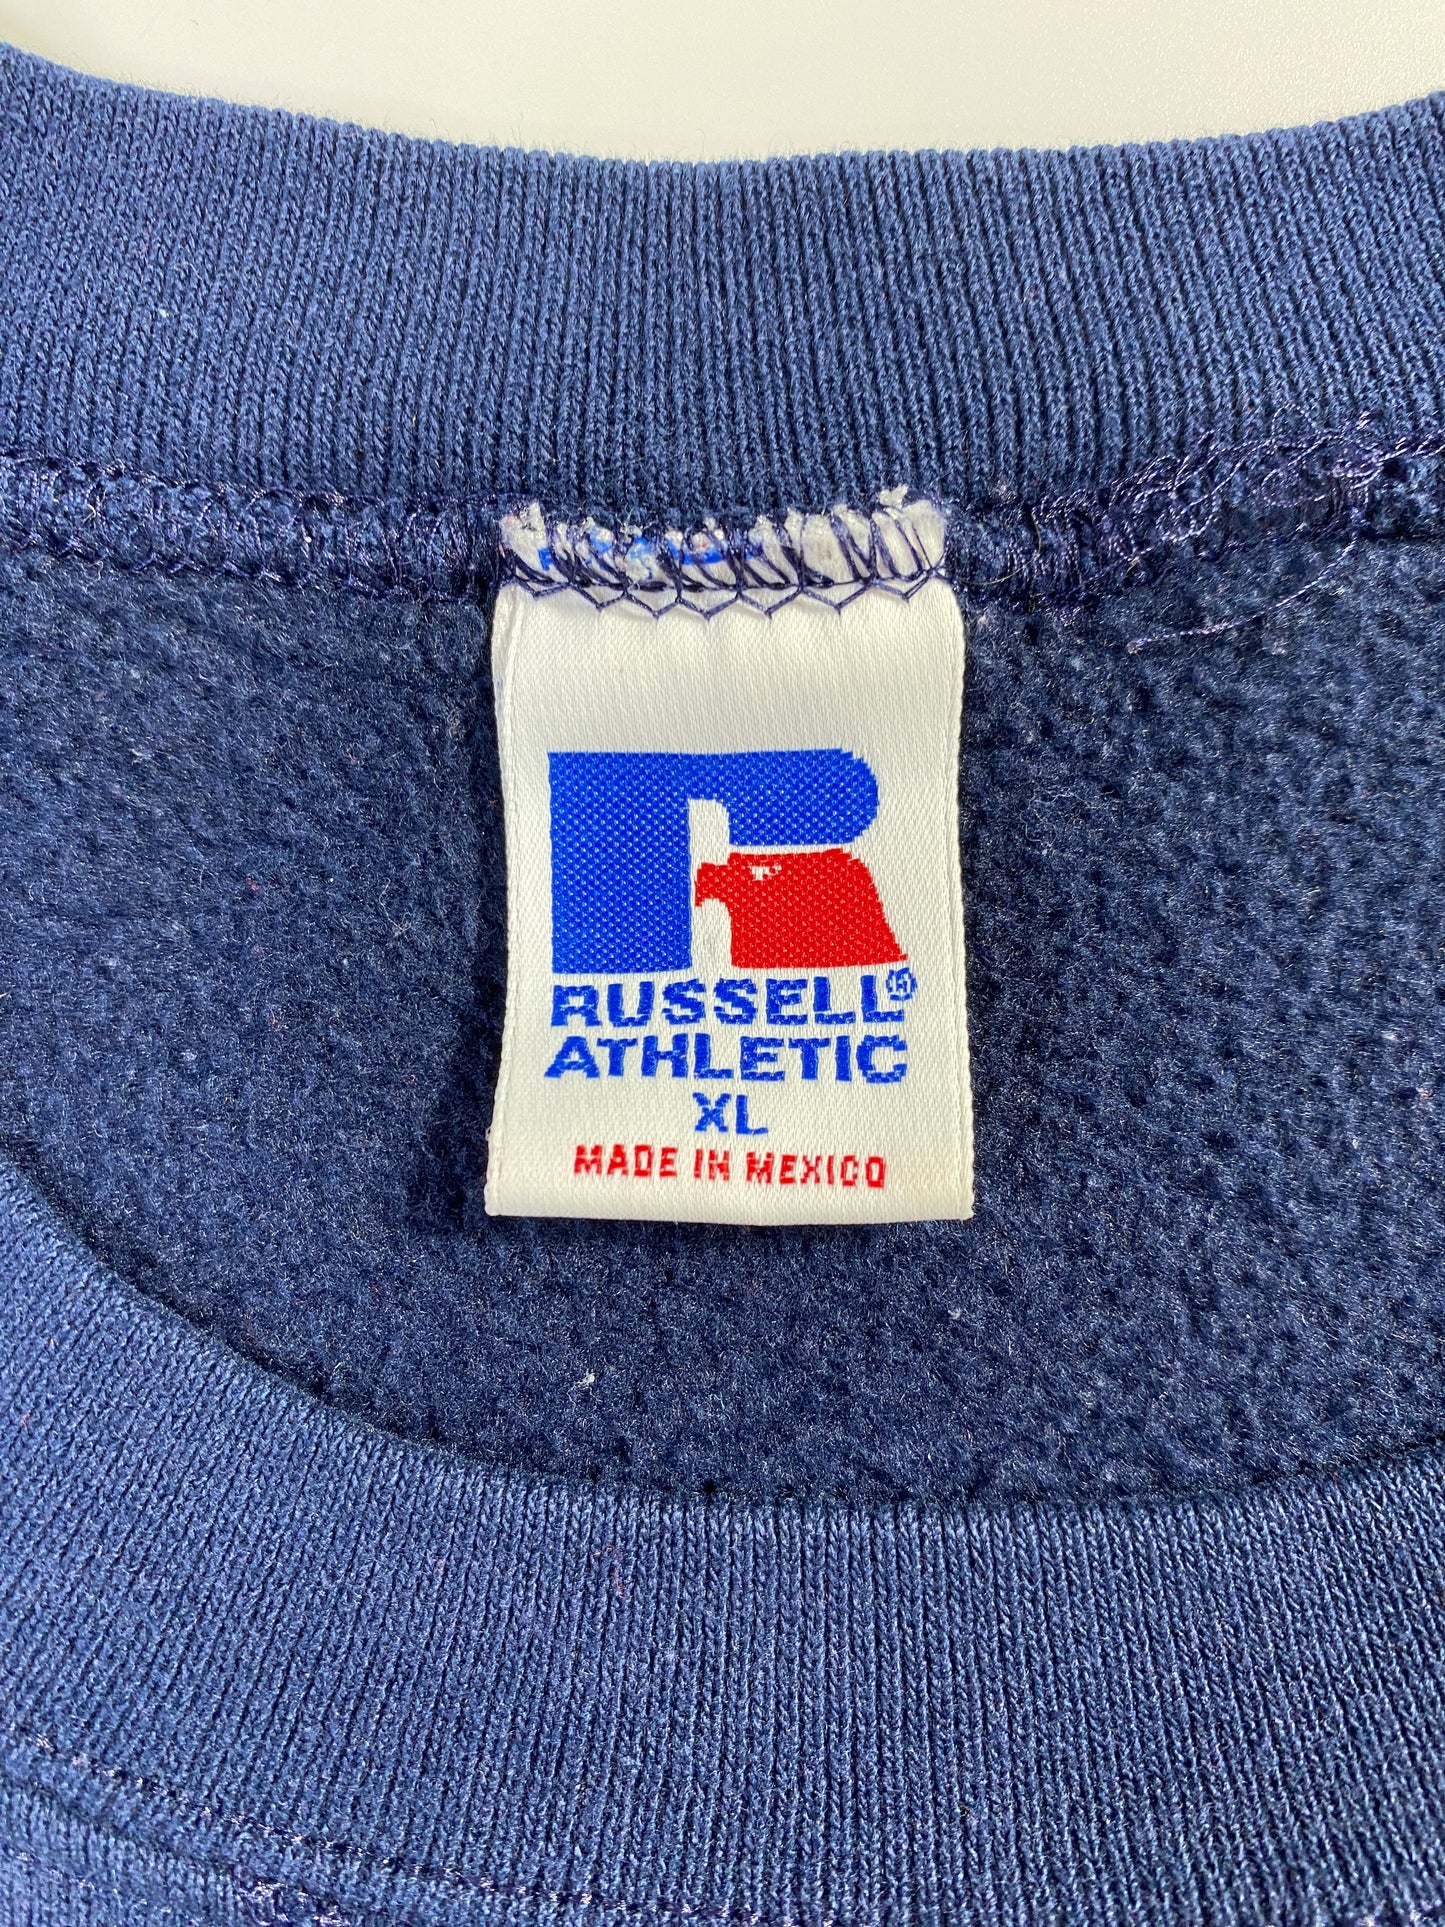 RUSSELL®
ATHLETIC
XL
MADE IN MEXICO